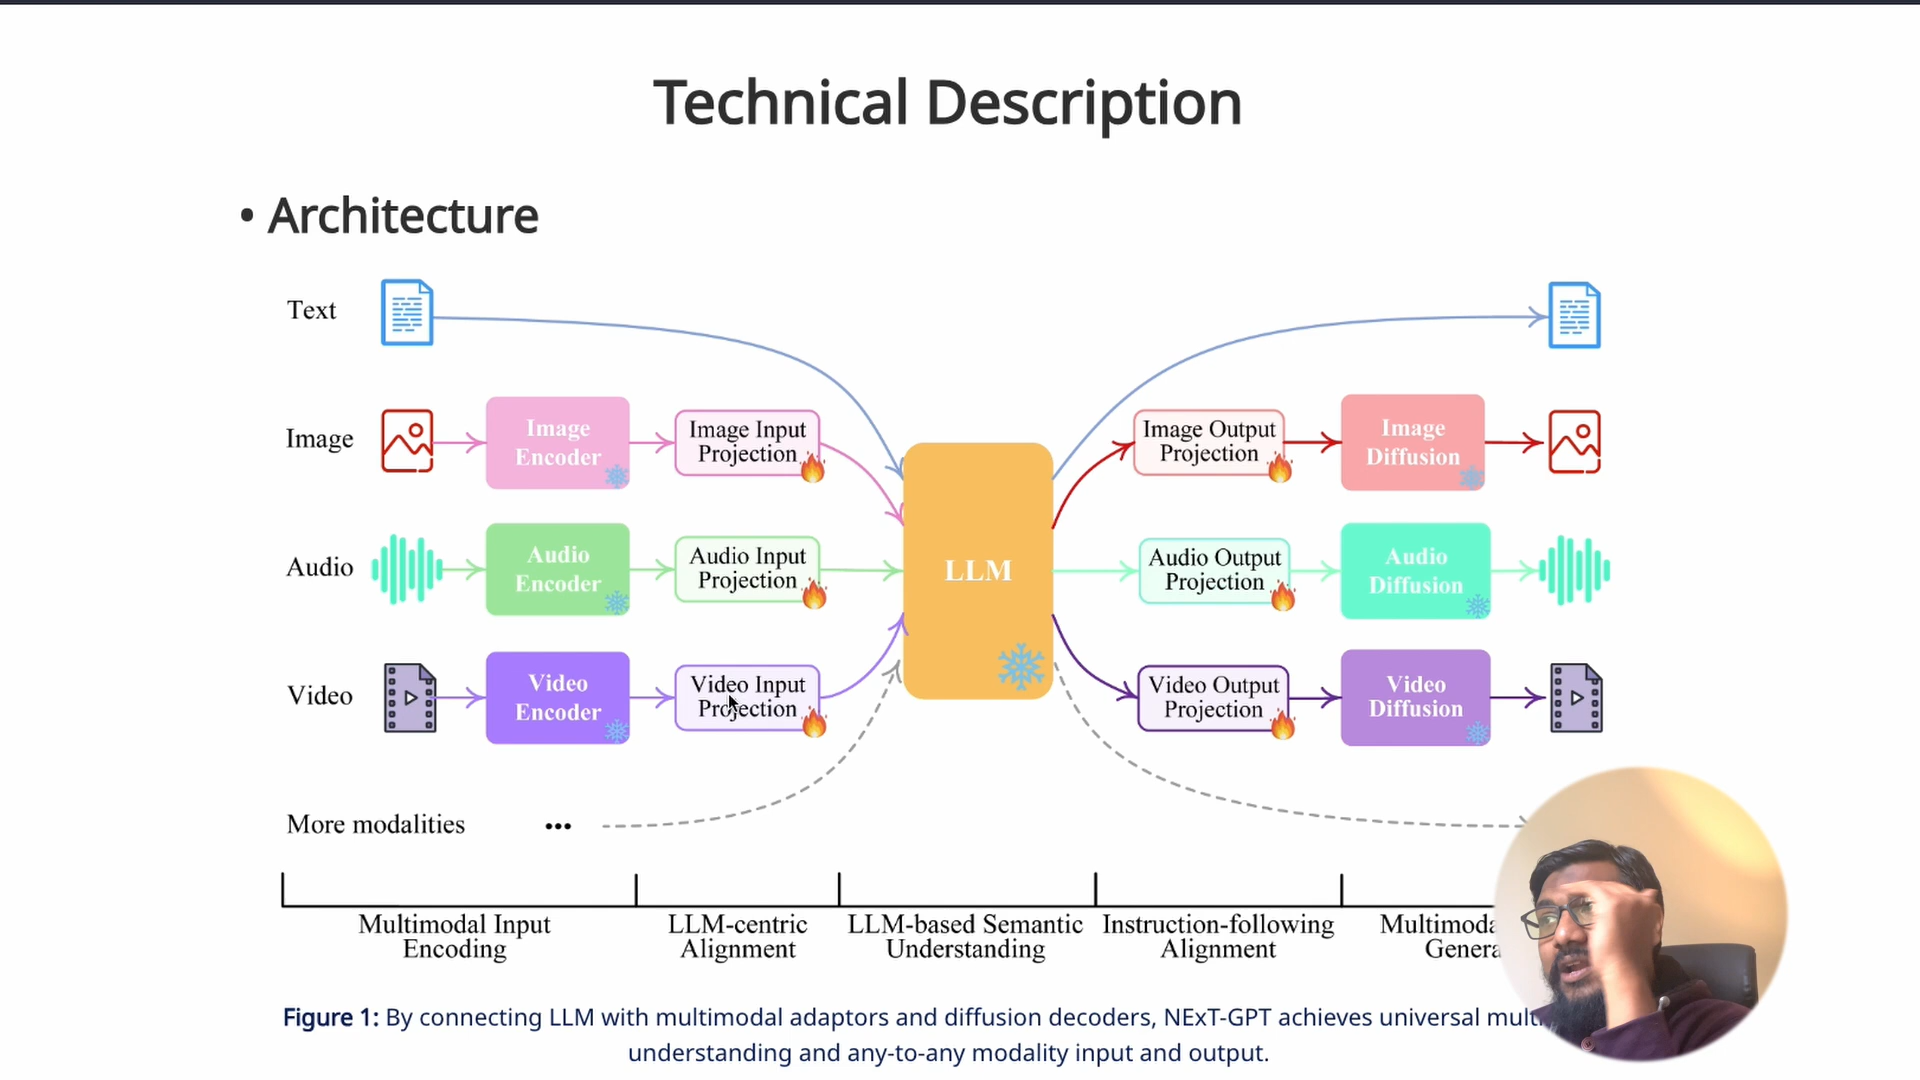 Technical Description
• Architecture
Text
Image
Image
Encoder
Image Input
Projection
Image Output
Projection
Image
Diffusion
Audio
Audio
Encoder
Audio Input
Projection
LLM
Audio Output
Projection
Audio
Diffusion
Video
Video
Encoder
Video Input
Projection
Video Output
Projection
Video
Diffusion
More modalities ...
Multimodal Input
Encoding
LLM-centric
Alignment
LLM-based Semantic
Understanding
Instruction-following
Alignment
Figure 1: By connecting LLM with multimodal adaptors and diffusion decoders, NExT-GPT achieves universal
understanding and any-to-any modality input and output.